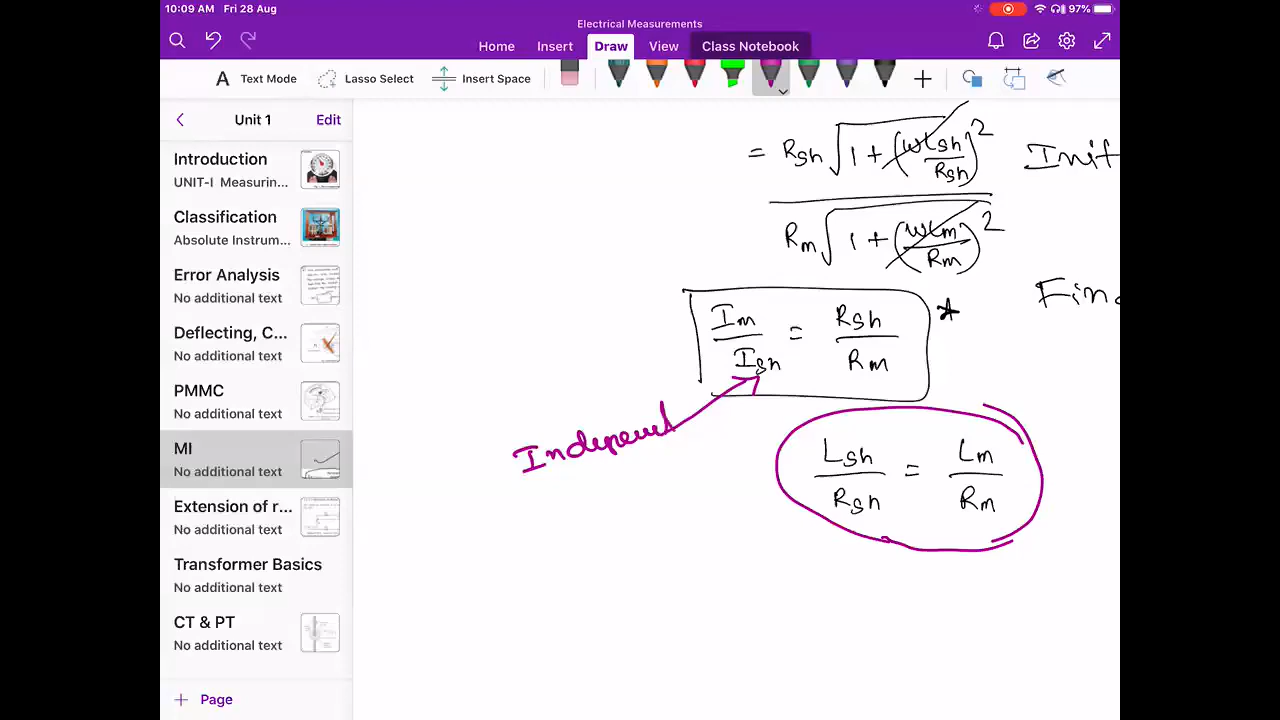 10:09 AM Fri 28 Aug
97%
Electrical Measurements
Home Insert Draw View Class Notebook
A Text Mode Lasso Select Insert Space
Unit 1 Edit
Introduction
UNIT-I Measurin...
Classification
Absolute Instrum...
Error Analysis
No additional text
Deflecting, C...
No additional text
PMMC
No additional text
MI
No additional text
Extension of r...
No additional text
Transformer Basics
No additional text
CT & PT
No additional text
+ Page
= Rsh √1 + (ωLsh/Rsh)²
Rm √1 + (ωLm/Rm)²
Im/Ish = Rsh/Rm *
Lsh/Rsh = Lm/Rm